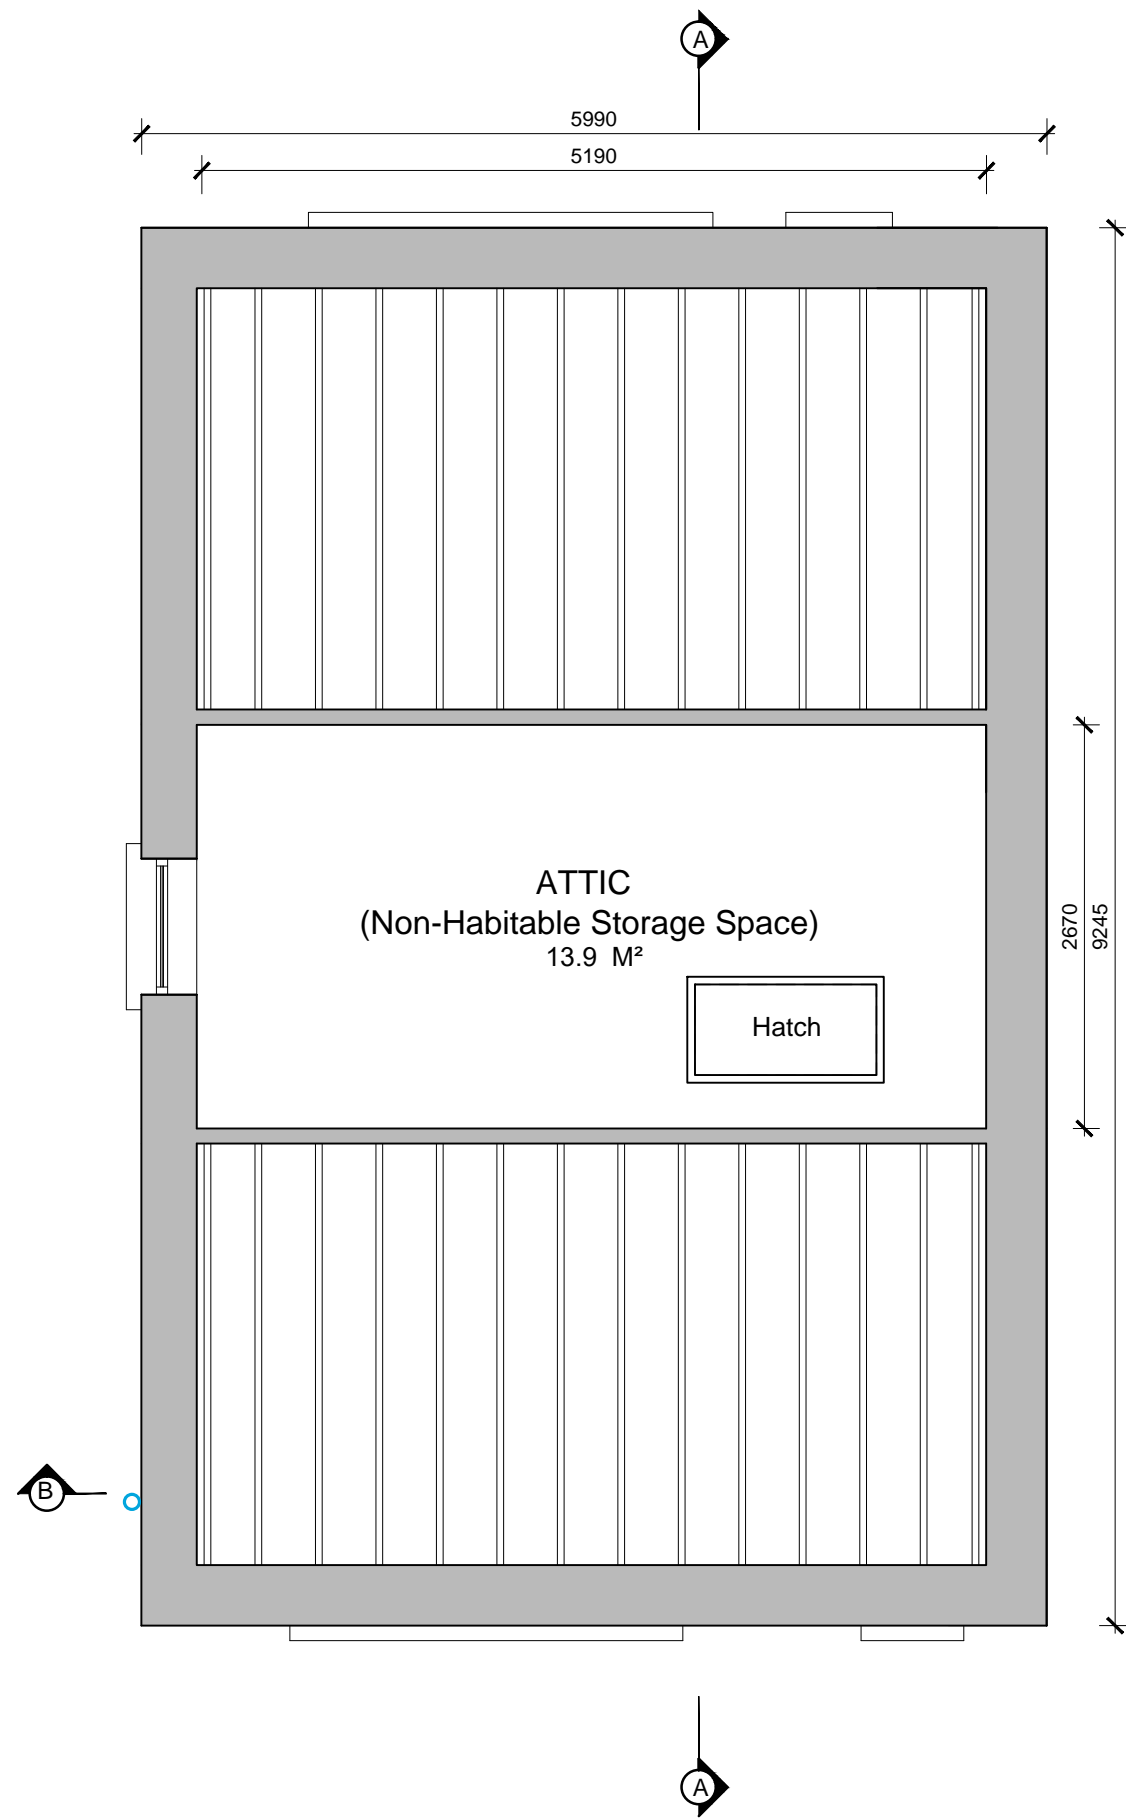 A
5990
5190
ATTIC
(Non-Habitable Storage Space)
13.9 M²
2670
9245
Hatch
B
A